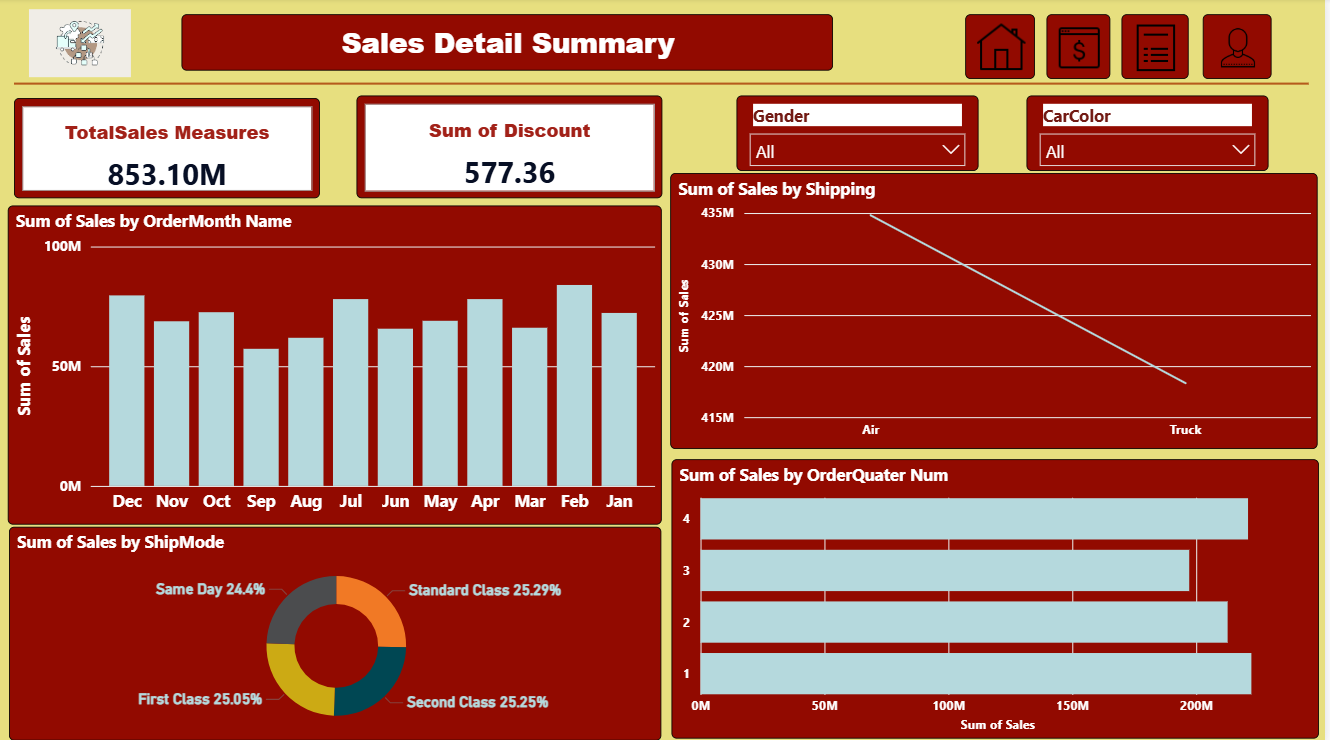 Sales Detail Summary
$
TotalSales Measures
853.10M
Sum of Discount
577.36
Gender
All
CarColor
All
Sum of Sales by OrderMonth Name
100M
50M
0M
Sum of Sales
Dec Nov Oct Sep Aug Jul Jun May Apr Mar Feb Jan
Sum of Sales by Shipping
435M
430M
425M
420M
415M
Sum of Sales
Air Truck
Sum of Sales by ShipMode
Same Day 24.4%
Standard Class 25.29%
First Class 25.05%
Second Class 25.25%
Sum of Sales by OrderQuater Num
4
3
2
1
0M 50M 100M 150M 200M
Sum of Sales